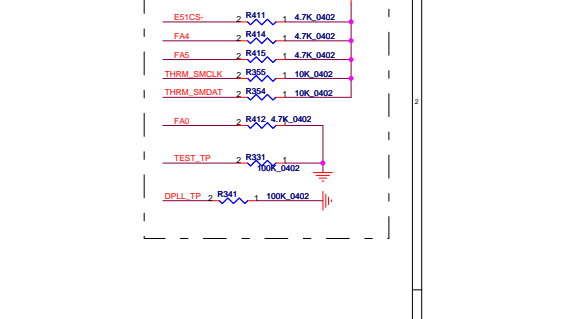 E51CS- 2 R411 1 4.7K_0402
FA4 2 R414 1 4.7K_0402
FA5 2 R415 1 4.7K_0402
THRM_SMCLK 2 R355 1 10K_0402
THRM_SMDAT 2 R354 1 10K_0402
2
FA0 2 R412 1 4.7K_0402
TEST_TP 2 R331 1
100K_0402
DPLL_TP 2 R341 1 100K_0402